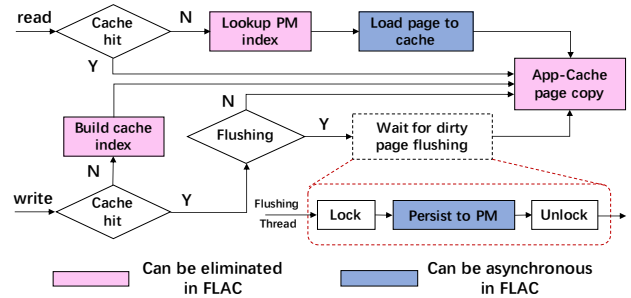 read
Cache
hit
N
Lookup PM
index
Load page to
cache
Y
App-Cache
page copy
N
Build cache
index
Flushing
Y
Wait for dirty
page flushing
N
write
Cache
hit
Y
Flushing
Thread
Lock
Persist to PM
Unlock
Can be eliminated
in FLAC
Can be asynchronous
in FLAC